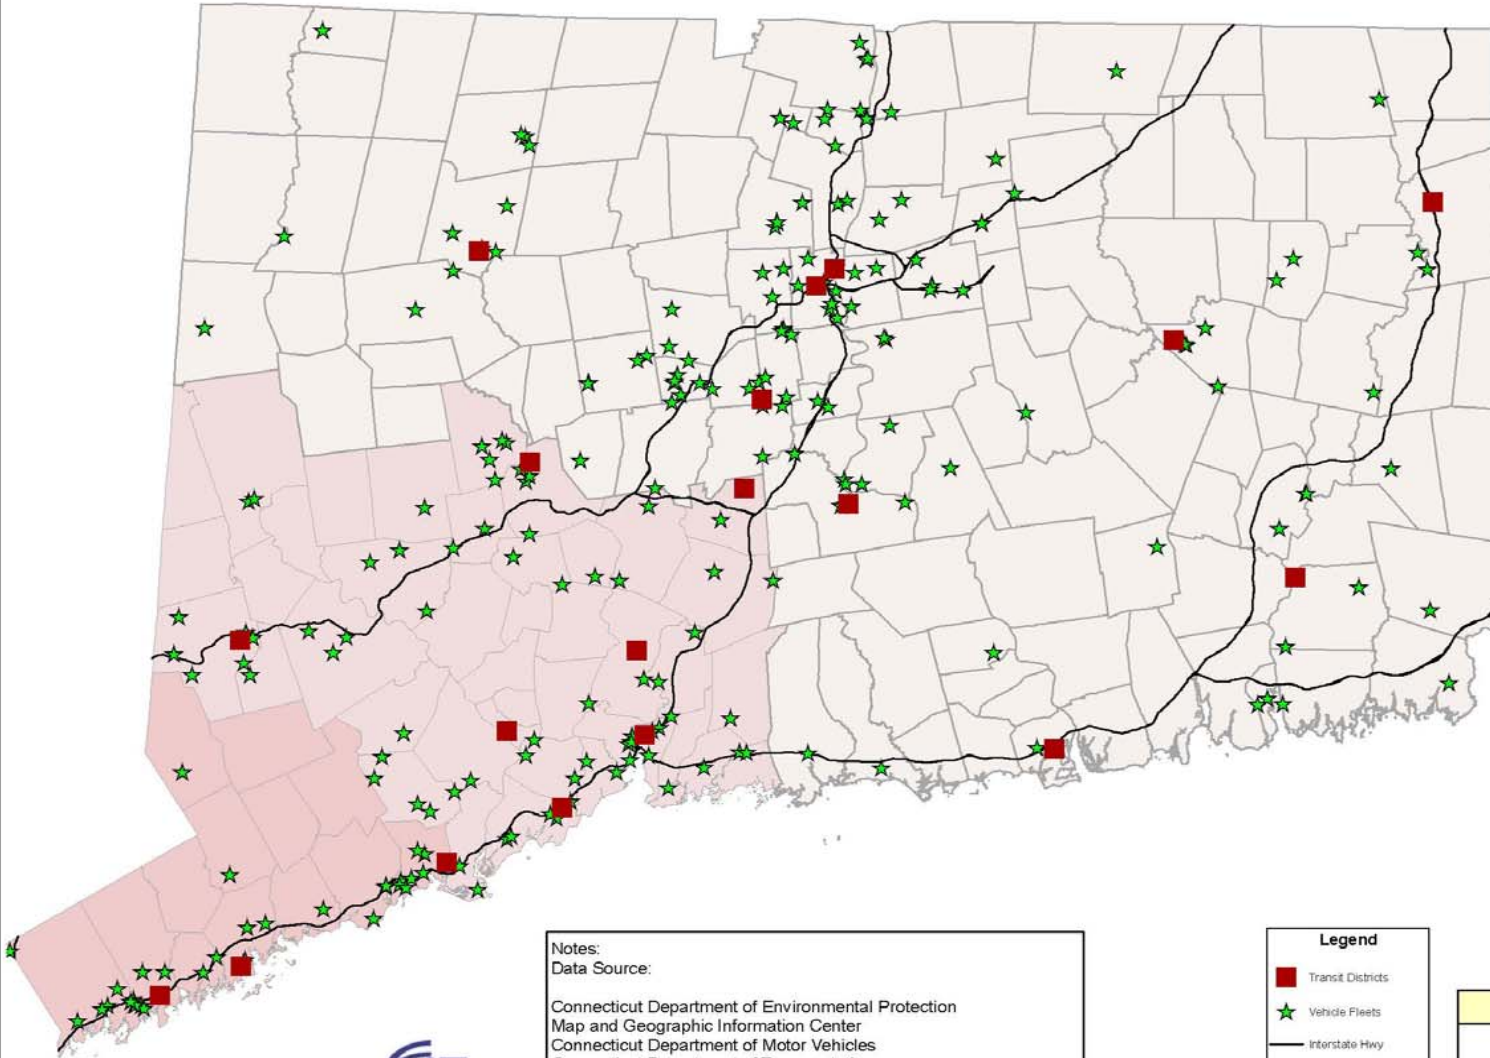 Notes:
Data Source:
Connecticut Department of Environmental Protection
Map and Geographic Information Center
Connecticut Department of Motor Vehicles
Legend
Transit Districts
Vehicle Fleets
Interstate Hwy